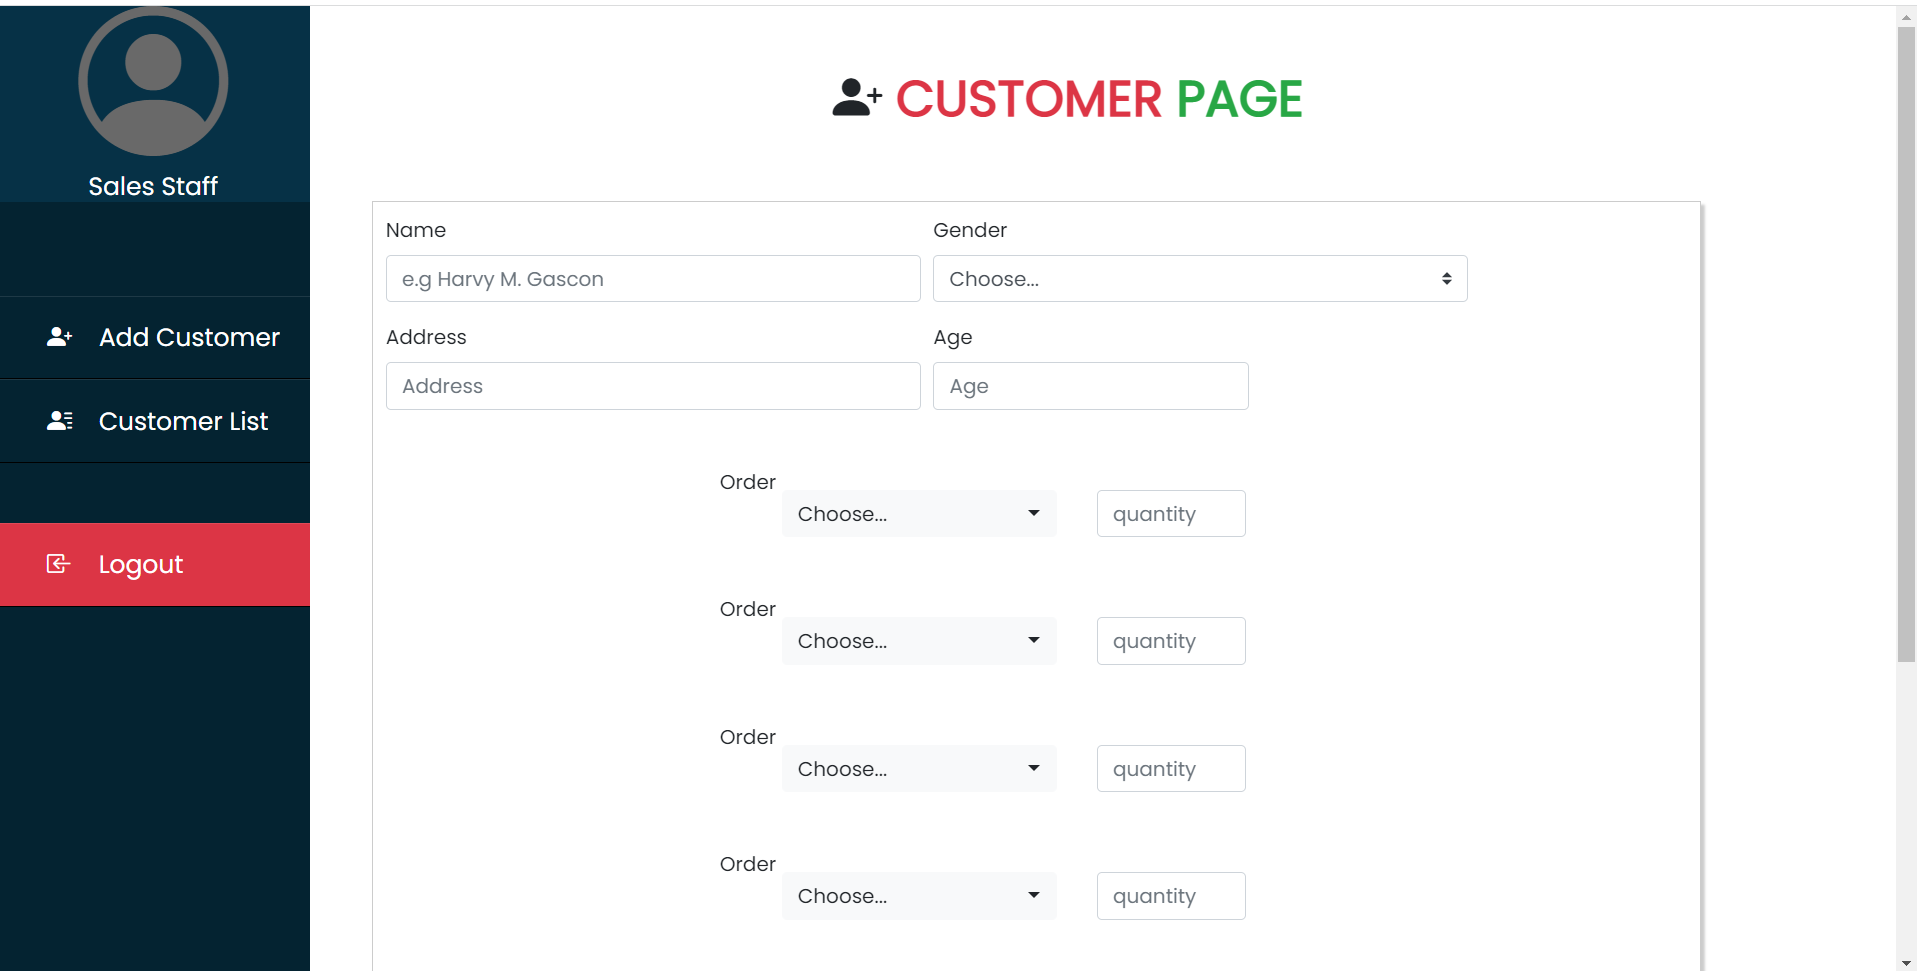 Sales Staff
Add Customer
Customer List
Logout
CUSTOMER PAGE
Name Gender
e.g Harvy M. Gascon Choose...
Address Age
Address Age
Order
Choose... quantity
Order
Choose... quantity
Order
Choose... quantity
Order
Choose... quantity